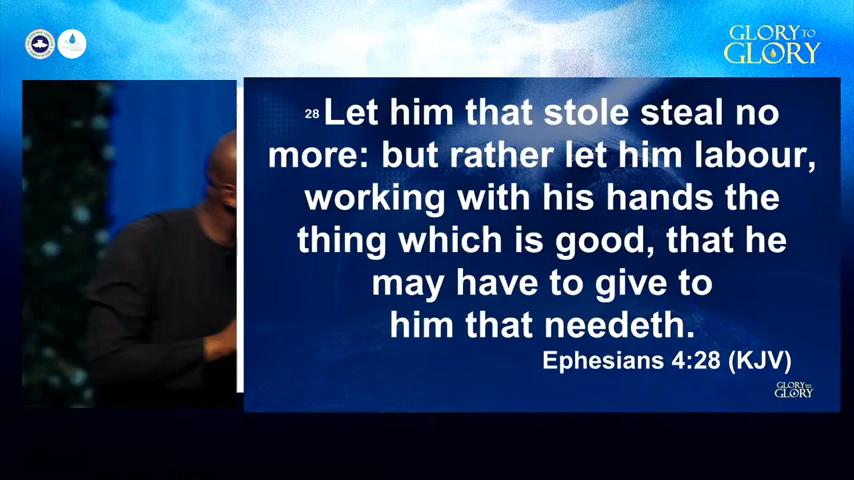 GLORY TO
GLORY
28 Let him that stole steal no
more: but rather let him labour,
working with his hands the
thing which is good, that he
may have to give to
him that needeth.
Ephesians 4:28 (KJV)
GLORY TO
GLORY